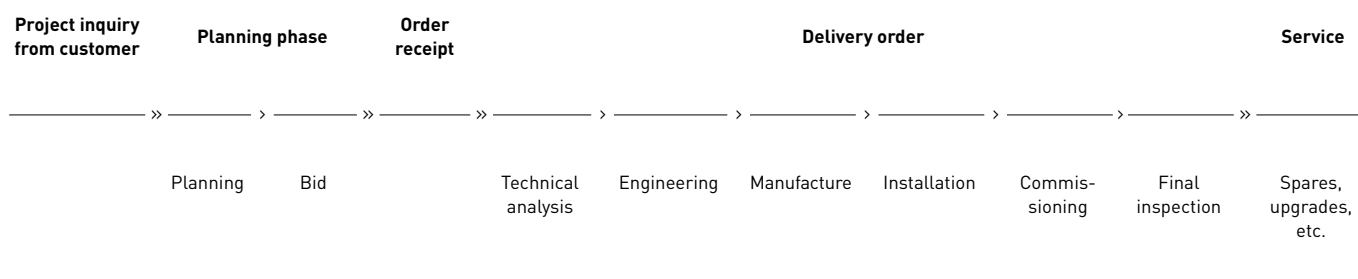 Project inquiry
from customer
Planning phase
Order
receipt
Delivery order
Service
» › » » › › › › › »
Planning
Bid
Technical
analysis
Engineering
Manufacture
Installation
Commis-
sioning
Final
inspection
Spares,
upgrades,
etc.